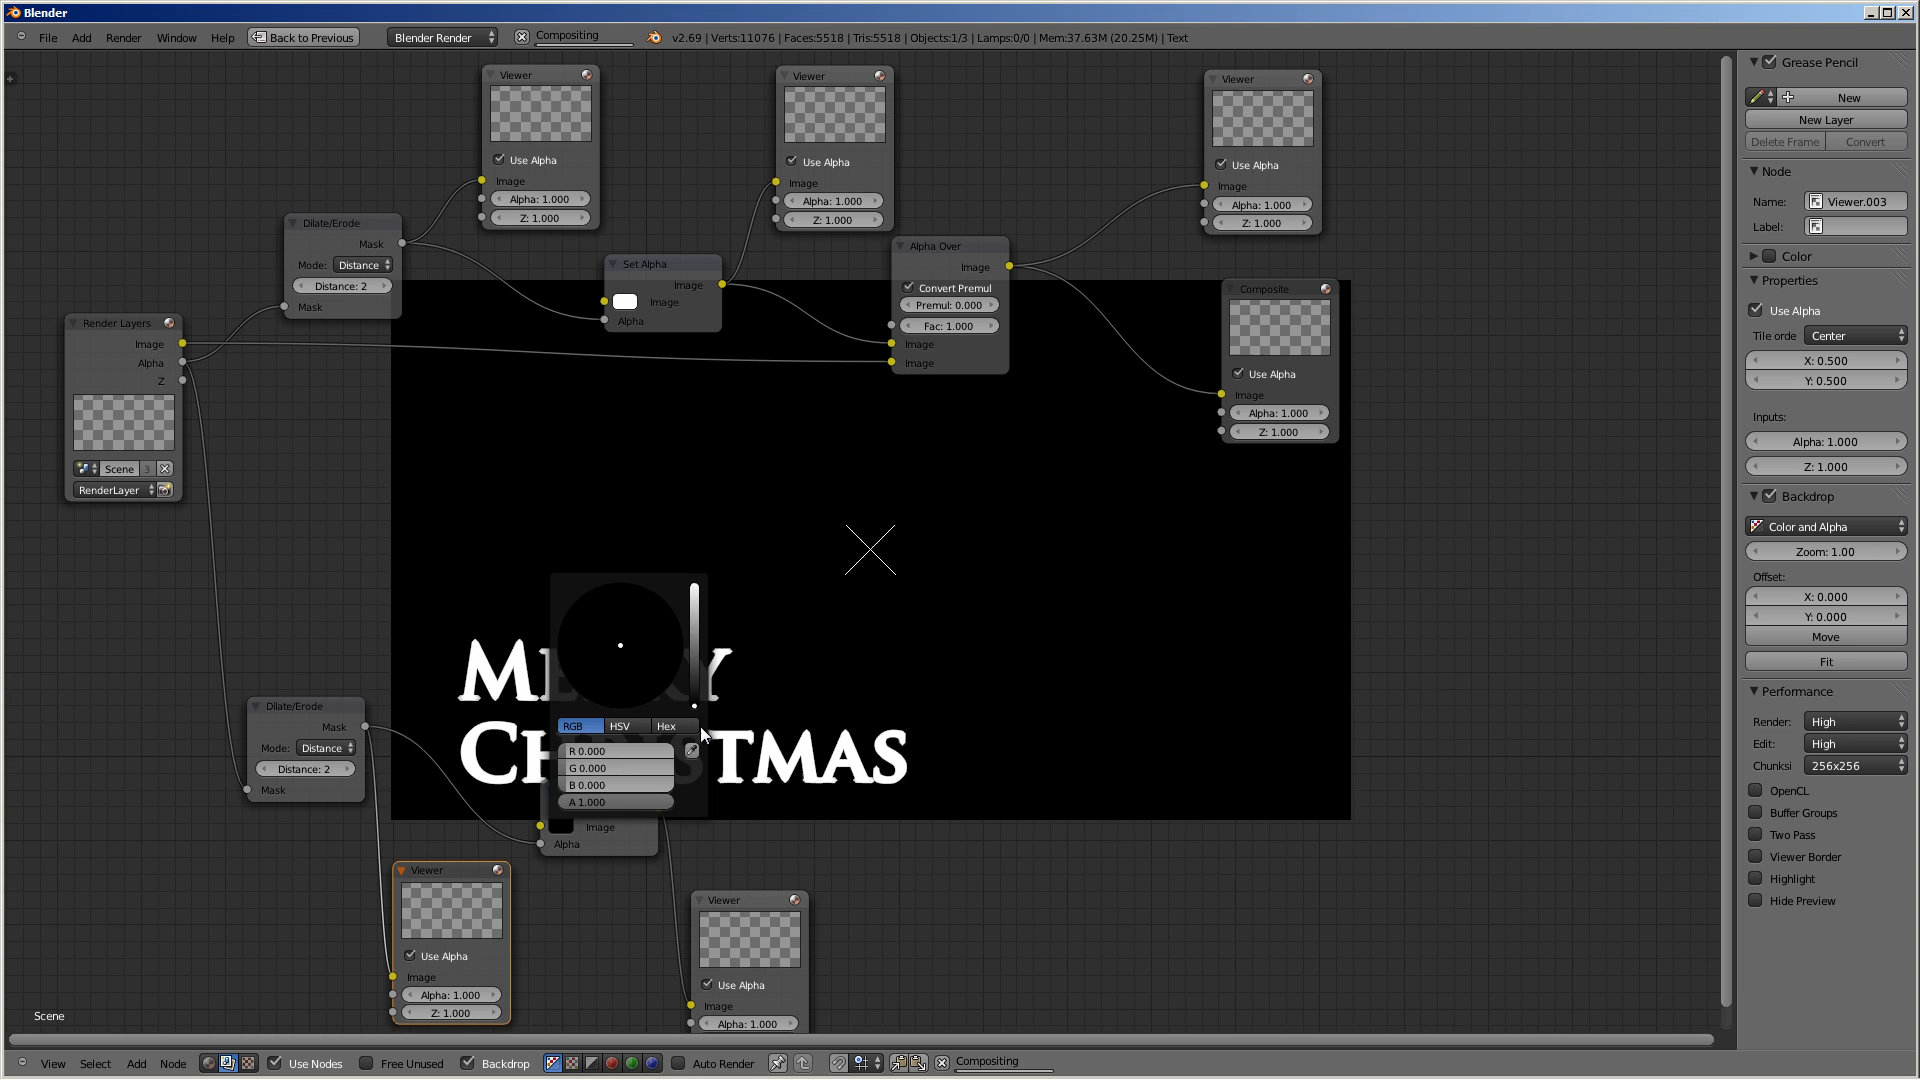 Blender
File Add Render Window Help Back to Previous Blender Render Compositing v2.69 | Verts:11076 | Faces:5518 | Tris:5518 | Objects:1/3 | Lamps:0/0 | Mem:37.63M (20.25M) | Text
Viewer
Use Alpha
Image
Alpha: 1.000
Z: 1.000
Viewer
Use Alpha
Image
Alpha: 1.000
Z: 1.000
Viewer
Use Alpha
Image
Alpha: 1.000
Z: 1.000
Dilate/Erode
Mask
Mode: Distance
Distance: 2
Mask
Set Alpha
Image
Image
Alpha
Alpha Over
Image
Convert Premul
Premul: 0.000
Fac: 1.000
Image
Image
Composite
Use Alpha
Image
Alpha: 1.000
Z: 1.000
Render Layers
Image
Alpha
Z
Scene 3
RenderLayer
MERRY
CHRISTMAS
RGB HSV Hex
R 0.000
G 0.000
B 0.000
A 1.000
Image
Alpha
Dilate/Erode
Mask
Mode: Distance
Distance: 2
Mask
Viewer
Use Alpha
Image
Alpha: 1.000
Z: 1.000
Viewer
Use Alpha
Image
Alpha: 1.000
Scene
Grease Pencil
New
New Layer
Delete Frame Convert
Node
Name: Viewer.003
Label:
Color
Properties
Use Alpha
Tile orde Center
X: 0.500
Y: 0.500
Inputs:
Alpha: 1.000
Z: 1.000
Backdrop
Color and Alpha
Zoom: 1.00
Offset:
X: 0.000
Y: 0.000
Move
Fit
Performance
Render: High
Edit: High
Chunksi 256x256
OpenCL
Buffer Groups
Two Pass
Viewer Border
Highlight
Hide Preview
View Select Add Node Use Nodes Free Unused Backdrop Auto Render Compositing